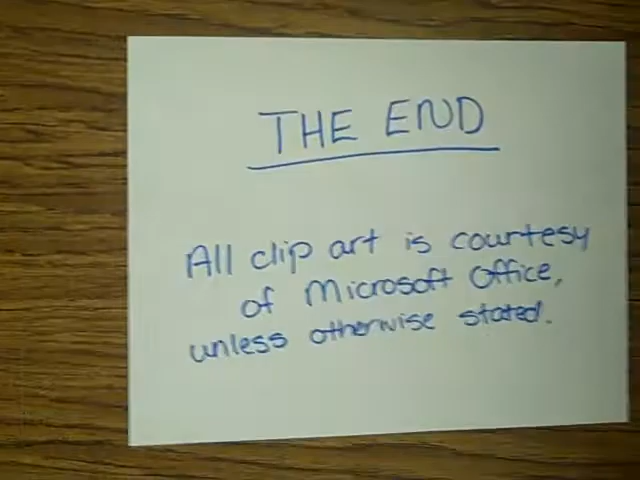 THE END
All clip art is courtesy
of Microsoft Office,
unless otherwise stated.